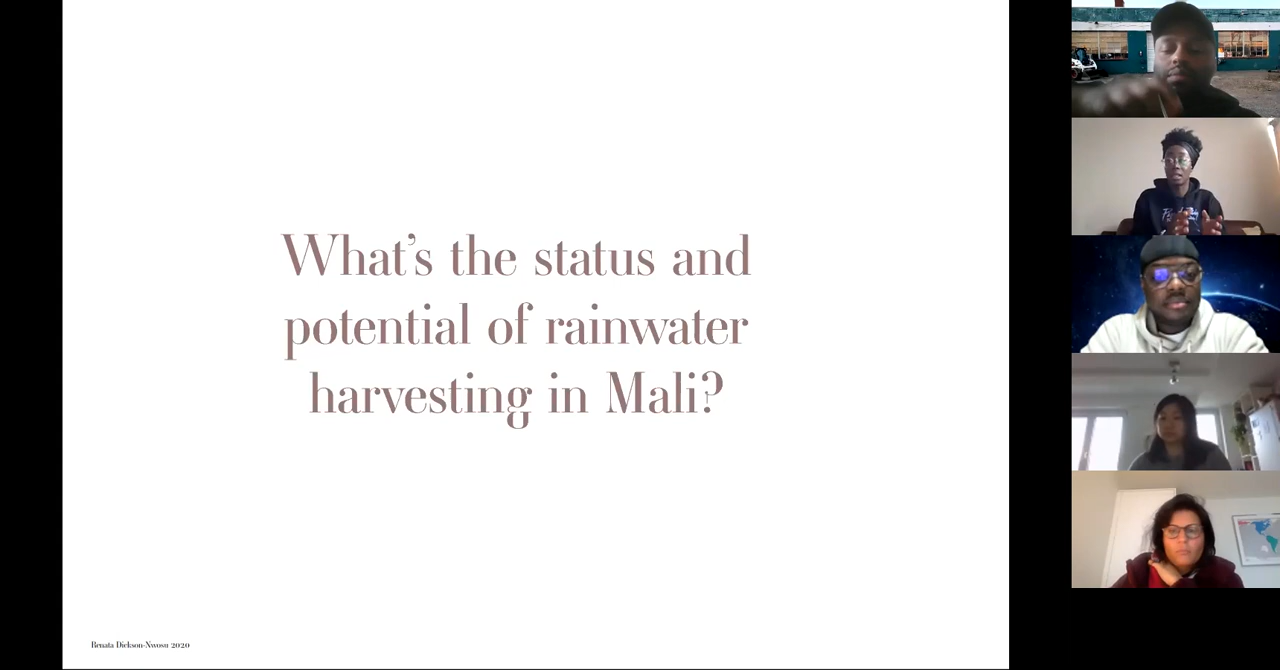 What’s the status and
potential of rainwater
harvesting in Mali?
Renata Dickson-Nwosu 2020